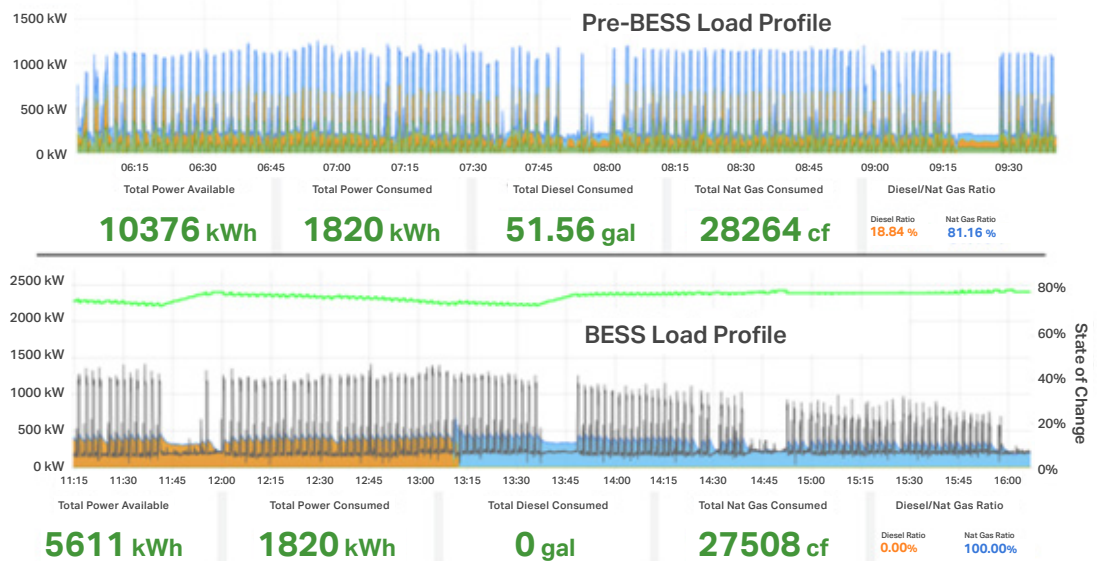 Pre-BESS Load Profile
1500 kW
1000 kW
500 kW
0 kW
06:15 06:30 06:45 07:00 07:15 07:30 07:45 08:00 08:15 08:30 08:45 09:00 09:15 09:30
Total Power Available Total Power Consumed Total Diesel Consumed Total Nat Gas Consumed Diesel/Nat Gas Ratio
Diesel Ratio Nat Gas Ratio
10376 kWh 1820 kWh 51.56 gal 28264 cf 18.84 % 81.16 %
BESS Load Profile
2500 kW
2000 kW
1500 kW
1000 kW
500 kW
0 kW
80%
60%
40%
20%
0%
State of Change
11:15 11:30 11:45 12:00 12:15 12:30 12:45 13:00 13:15 13:30 13:45 14:00 14:15 14:30 14:45 15:00 15:15 15:30 15:45 16:00
Total Power Available Total Power Consumed Total Diesel Consumed Total Nat Gas Consumed Diesel/Nat Gas Ratio
Diesel Ratio Nat Gas Ratio
5611 kWh 1820 kWh 0 gal 27508 cf 0.00% 100.00%